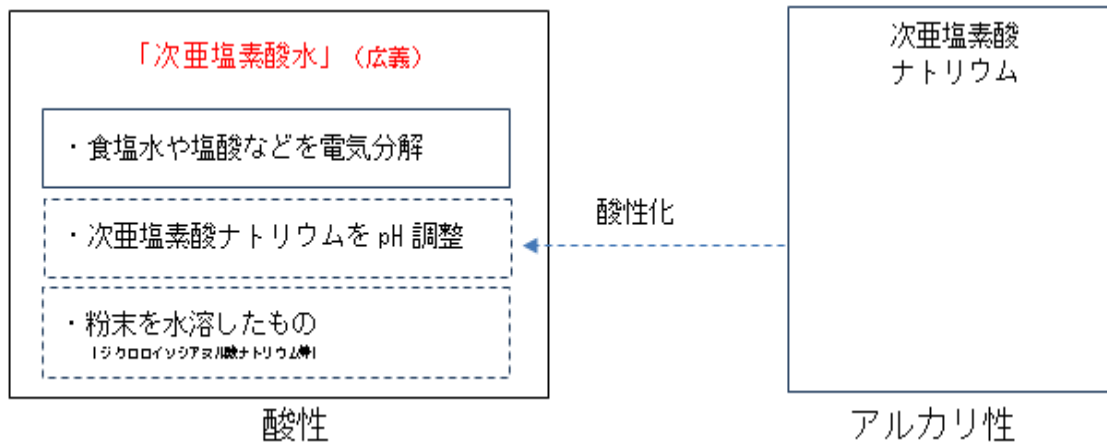 「次亜塩素酸水」（広義）
・食塩水や塩酸などを電気分解
・次亜塩素酸ナトリウムを pH 調整
・粉末を水溶したもの
（ジクロロイソシアヌル酸ナトリウム等）
酸性
酸性化
次亜塩素酸
ナトリウム
アルカリ性